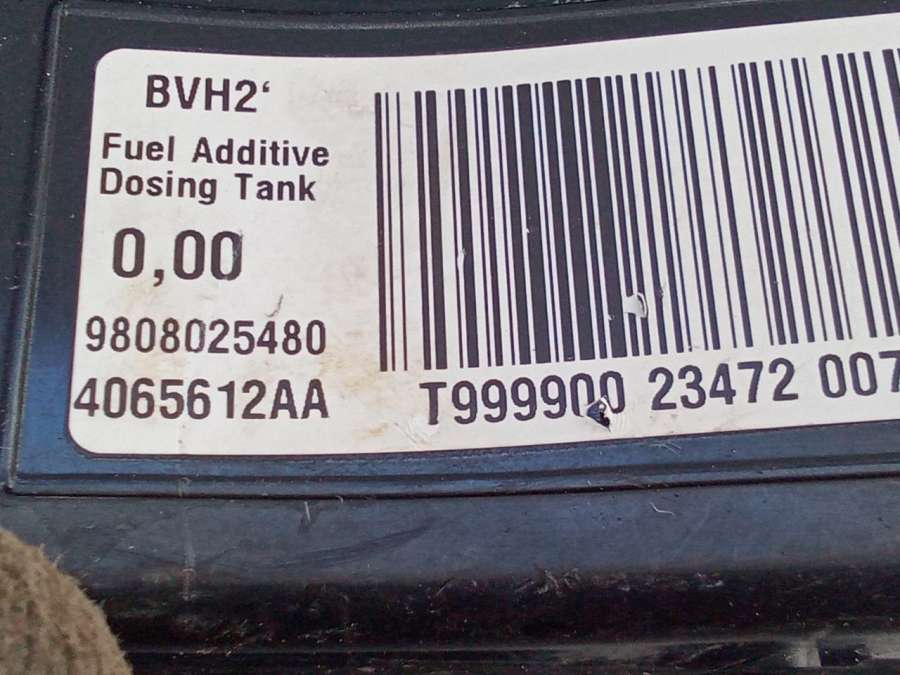 BVH2‘
Fuel Additive
Dosing Tank
0,00
9808025480
4065612AA
T999900 23472 007